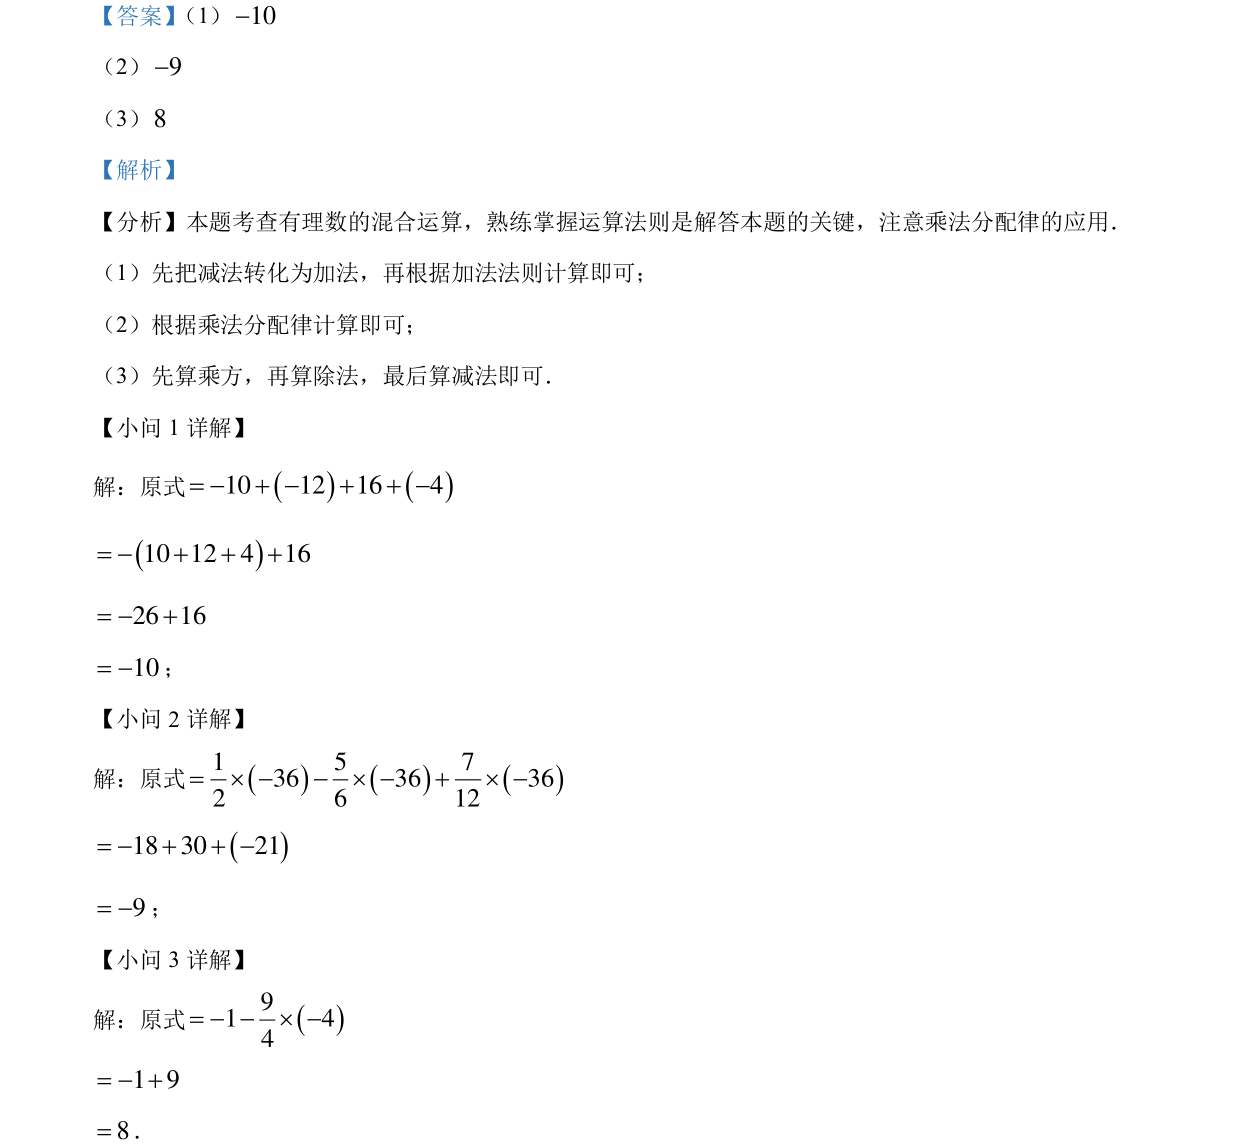 【答案】（1）−10
（2）−9
（3）8
【解析】
【分析】本题考查有理数的混合运算，熟练掌握运算法则是解答本题的关键，注意乘法分配律的应用．
（1）先把减法转化为加法，再根据加法法则计算即可；
（2）根据乘法分配律计算即可；
（3）先算乘方，再算除法，最后算减法即可．
【小问 1 详解】
解：原式=−10+(−12)+16+(−4)
=−(10+12+4)+16
=−26+16
=−10；
【小问 2 详解】
解：原式=1/2×(−36)−5/6×(−36)+7/12×(−36)
=−18+30+(−21)
=−9；
【小问 3 详解】
解：原式=−1−9/4×(−4)
=−1+9
=8．